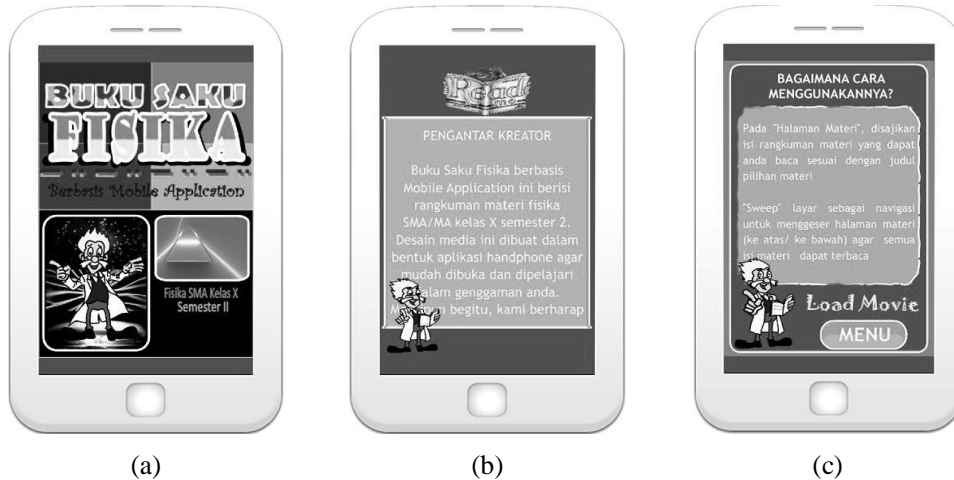 BUKU SAKU
FISIKA
Berbasis Mobile Application
Fisika SMA Kelas X
Semester II
(a)
Read
me
PENGANTAR KREATOR
Buku Saku Fisika berbasis
Mobile Application ini berisi
rangkuman materi fisika
SMA/MA kelas X semester 2.
Desain media ini dibuat dalam
bentuk aplikasi handphone agar
mudah dibuka dan dipelajari
dalam genggaman anda.
begitu, kami berharap
(b)
BAGAIMANA CARA
MENGGUNAKANNYA?
Pada "Halaman Materi", disajikan
isi rangkuman materi yang dapat
anda baca sesuai dengan judul
pilihan materi
"Sweep" layar sebagai navigasi
untuk menggeser halaman materi
(ke atas/ ke bawah) agar semua
isi materi dapat terbaca
Load Movie
MENU
(c)